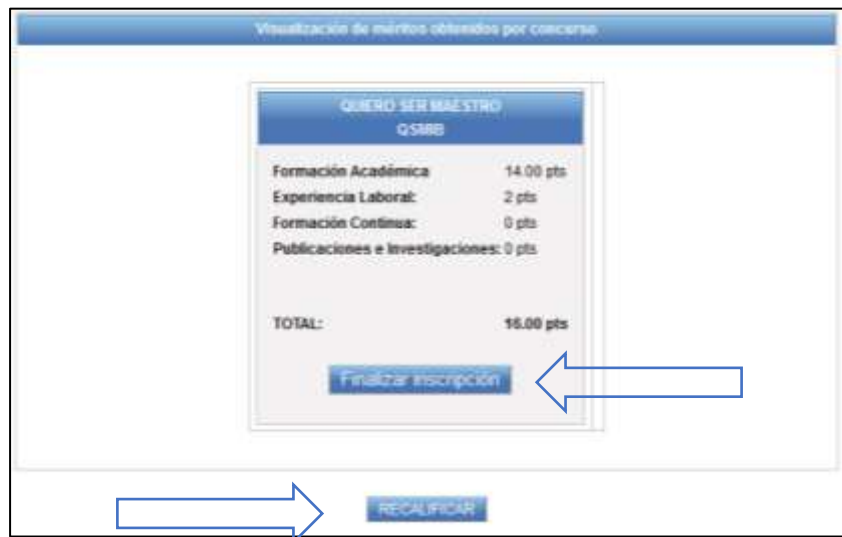 Visualización de méritos obtenidos por concurso
QUIERO SER MAESTRO
Formación Académica 14.00 pts
Experiencia Laboral: 2 pts
Formación Continua: 0 pts
Publicaciones e Investigaciones: 0 pts
TOTAL: 16.00 pts
Finalizar inscripción
RECALIFICAR